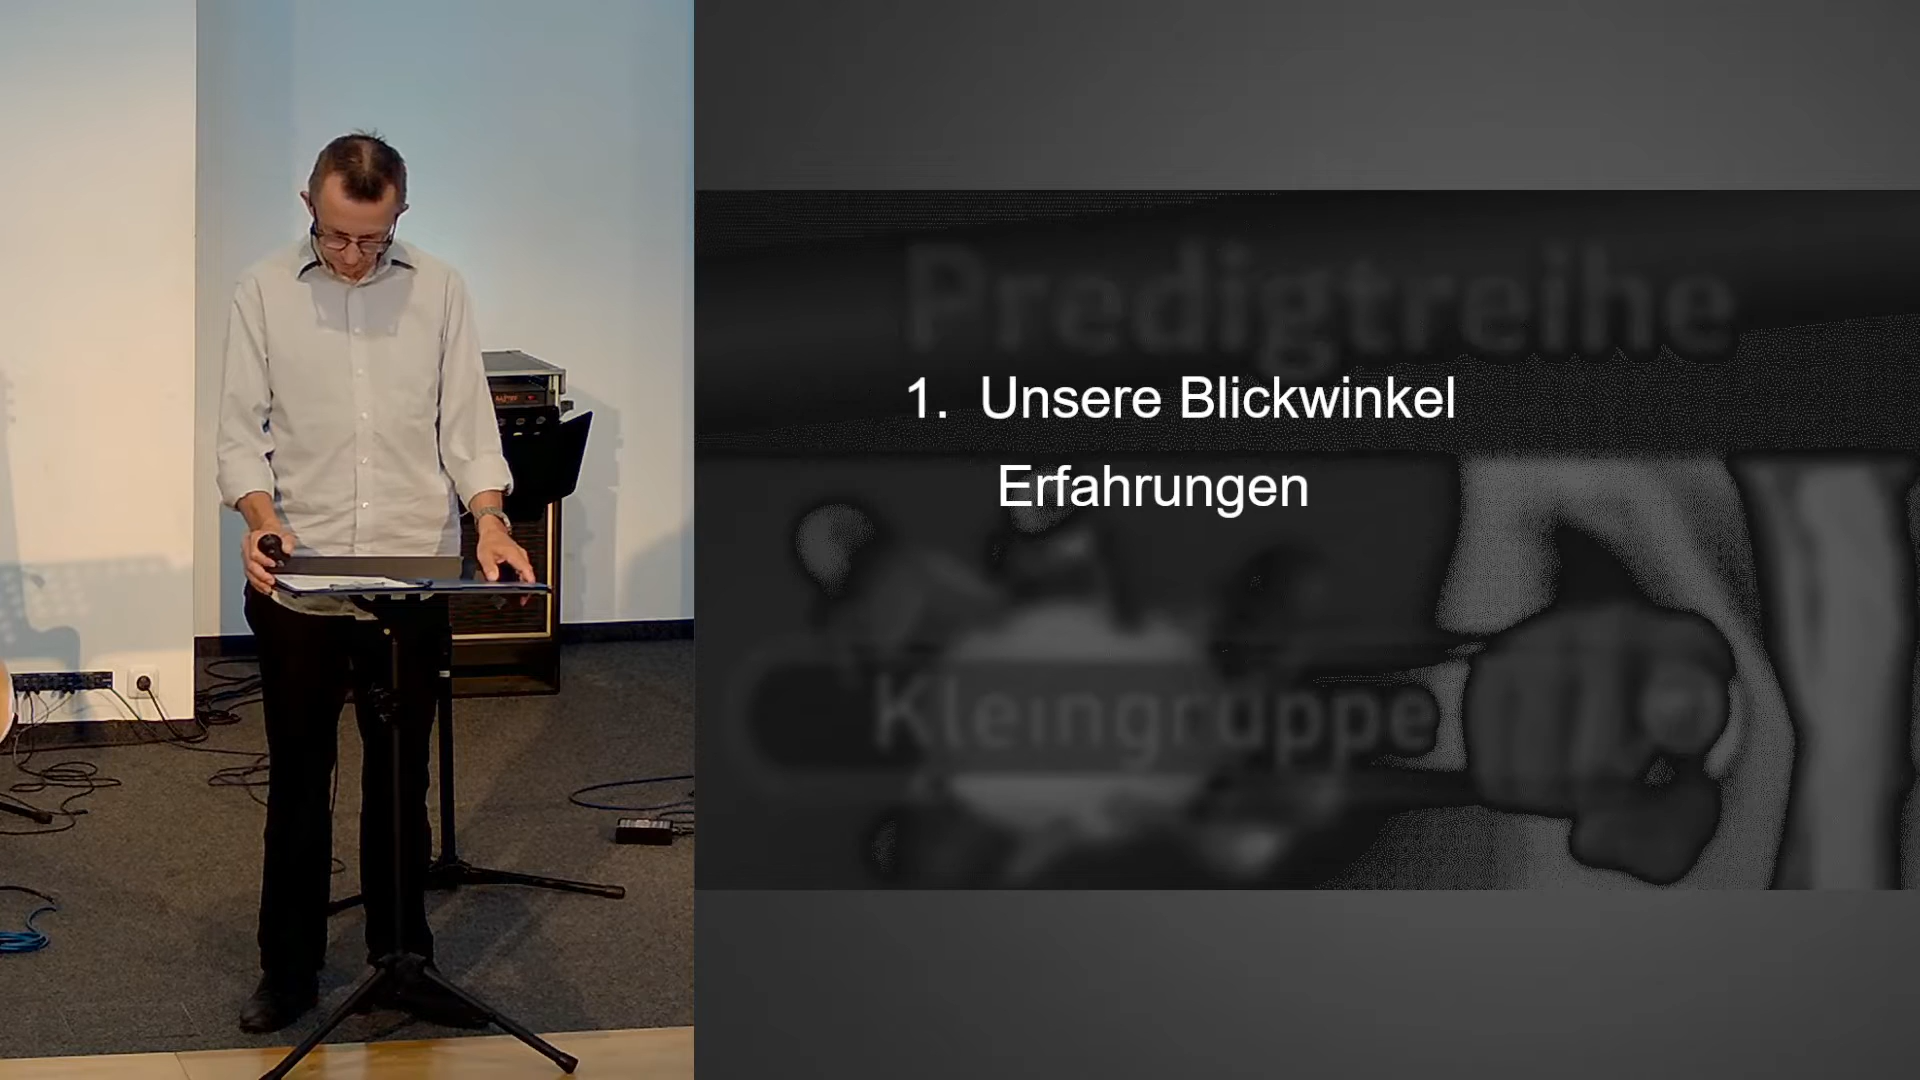 Predigtreihe
1. Unsere Blickwinkel
Erfahrungen
Kleingruppe